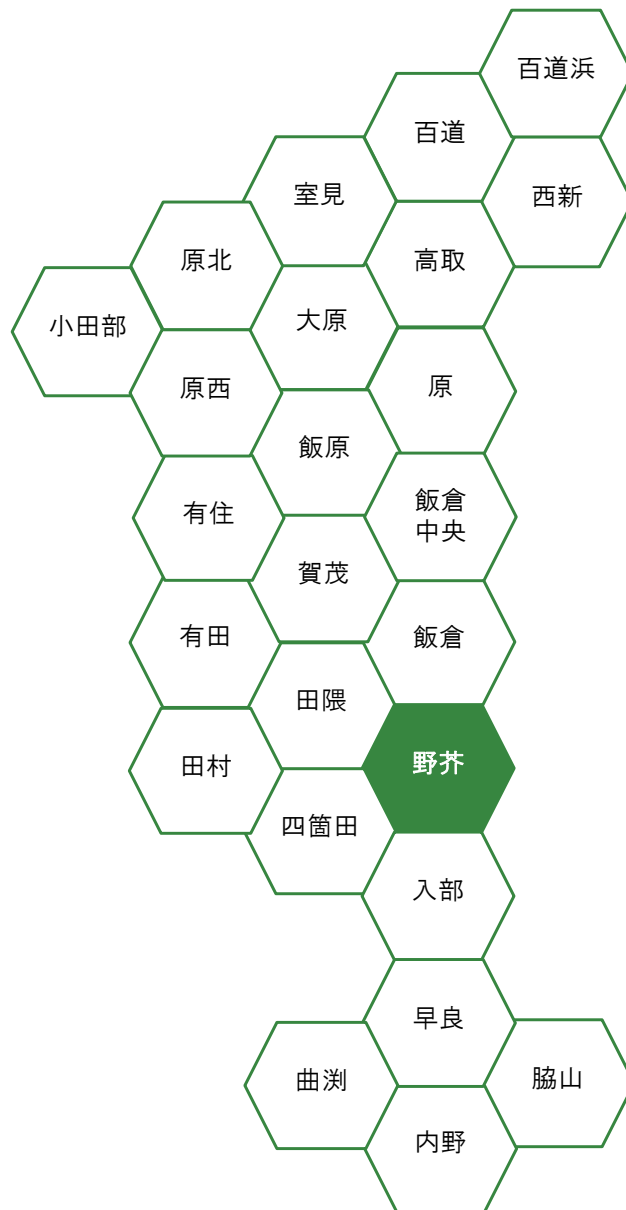 百道浜
百道
室見
西新
原北
高取
大原
小田部
原西
原
飯原
有住
飯倉
中央
賀茂
有田
飯倉
田隈
田村
野芥
四箇田
入部
早良
曲渕
脇山
内野